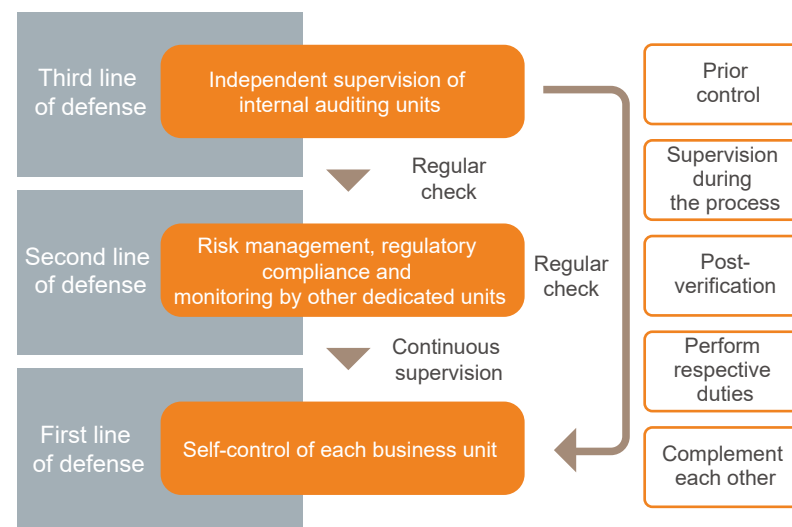 Third line
of defense
Independent supervision of
internal auditing units
Regular
check
Second line
of defense
Risk management, regulatory
compliance and
monitoring by other dedicated units
Regular
check
Continuous
supervision
First line
of defense
Self-control of each business unit
Prior
control
Supervision
during
the process
Post-
verification
Perform
respective
duties
Complement
each other